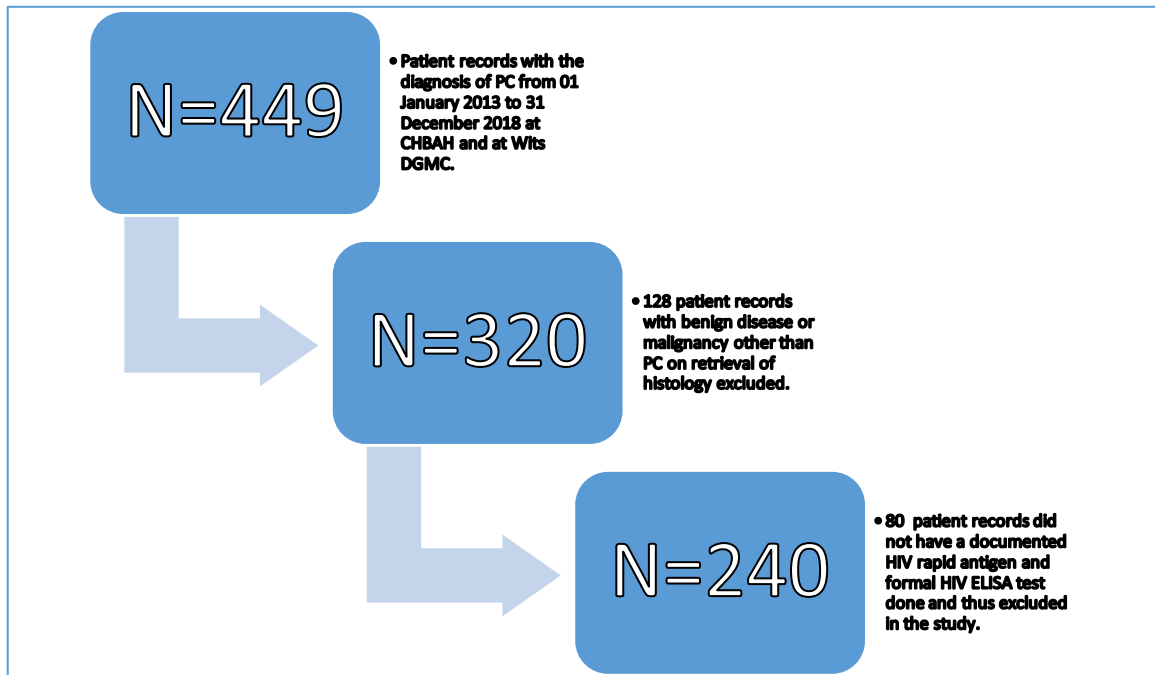 N=449
• Patient records with the
diagnosis of PC from 01
January 2013 to 31
December 2018 at
CHBAH and at Wits
DGMC.
N=320
• 128 patient records
with benign disease or
malignancy other than
PC on retrieval of
histology excluded.
N=240
• 80 patient records did
not have a documented
HIV rapid antigen and
formal HIV ELISA test
done and thus excluded
in the study.